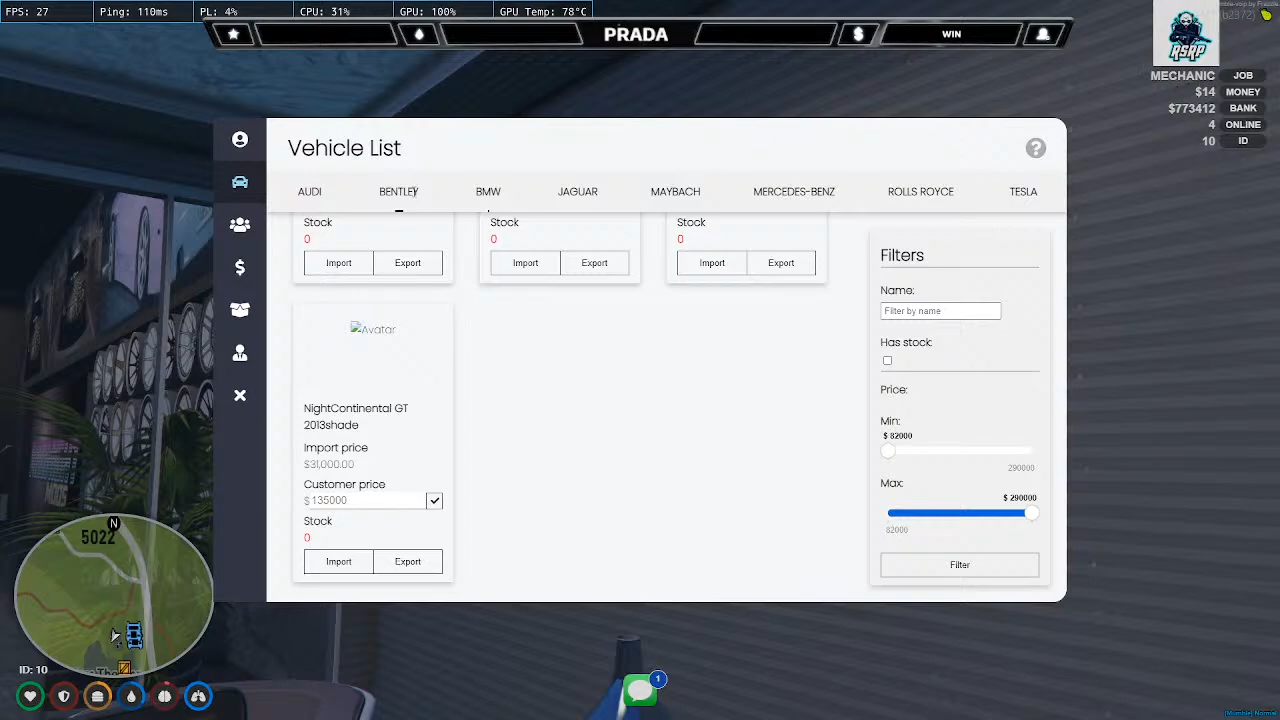 FPS: 27 Ping: 110ms PL: 4% CPU: 31% GPU: 100% GPU Temp: 78°C
PRADA WIN
RSRP
MECHANIC JOB
$14 MONEY
$773412 BANK
4 ONLINE
10 ID
Vehicle List
?
AUDI BENTLEY BMW JAGUAR MAYBACH MERCEDES-BENZ ROLLS ROYCE TESLA
Stock Stock Stock
0 0 0
Import Export Import Export Import Export
Avatar
NightContinental GT
2013shade
Import price
$31,000.00
Customer price
$ 135000
Stock
0
Import Export
Filters
Name:
Filter by name
Has stock:
Price:
Min:
$ 82000
290000
Max:
$ 290000
82000
Filter
N
5022
ID: 10
1